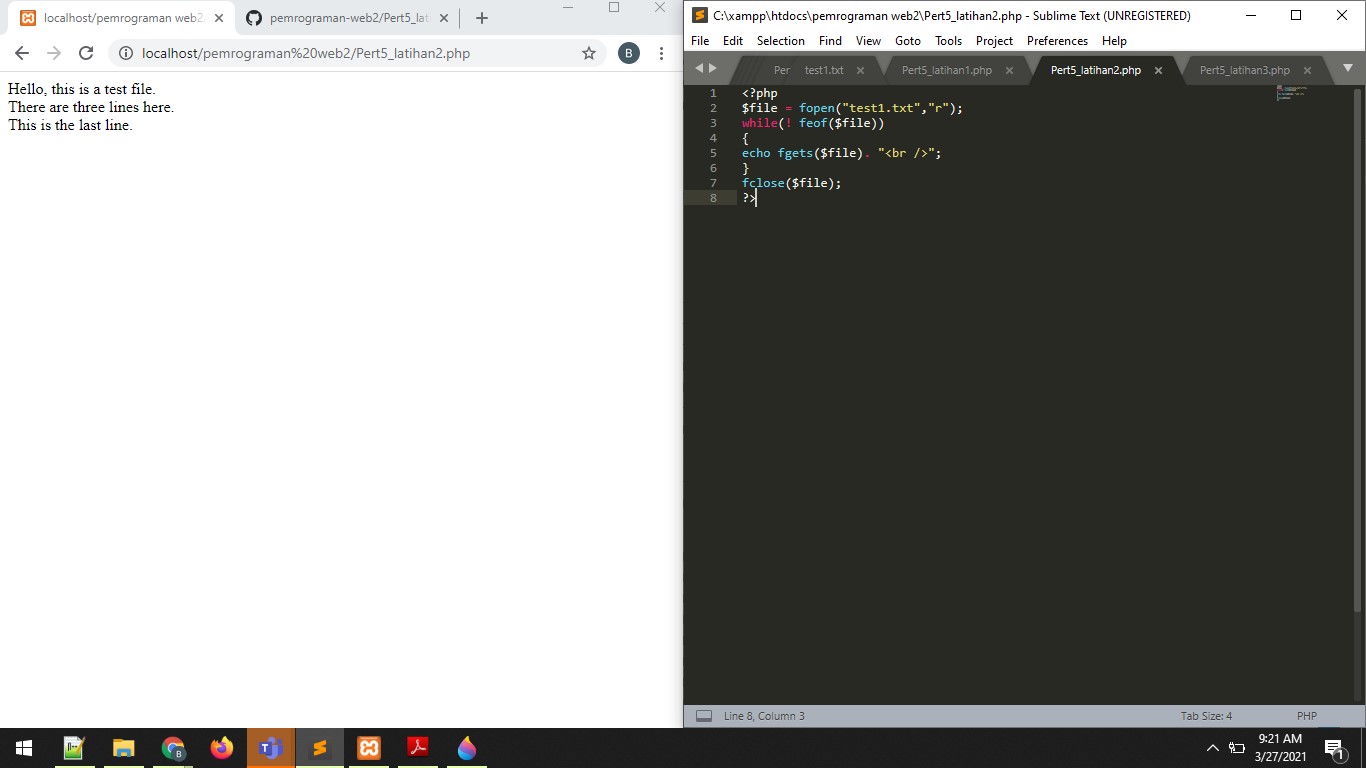 localhost/pemrograman web2
pemrograman-web2/Pert5_lat
localhost/pemrograman%20web2/Pert5_latihan2.php
B
Hello, this is a test file.
There are three lines here.
This is the last line.
C:\xampp\htdocs\pemrograman web2\Pert5_latihan2.php - Sublime Text (UNREGISTERED)
File Edit Selection Find View Goto Tools Project Preferences Help
Per test1.txt Pert5_latihan1.php Pert5_latihan2.php Pert5_latihan3.php
1 <?php
2 $file = fopen("test1.txt","r");
3 while(! feof($file))
4 {
5 echo fgets($file). "<br />";
6 }
7 fclose($file);
8 ?>
Line 8, Column 3 Tab Size: 4 PHP
9:21 AM
3/27/2021
1